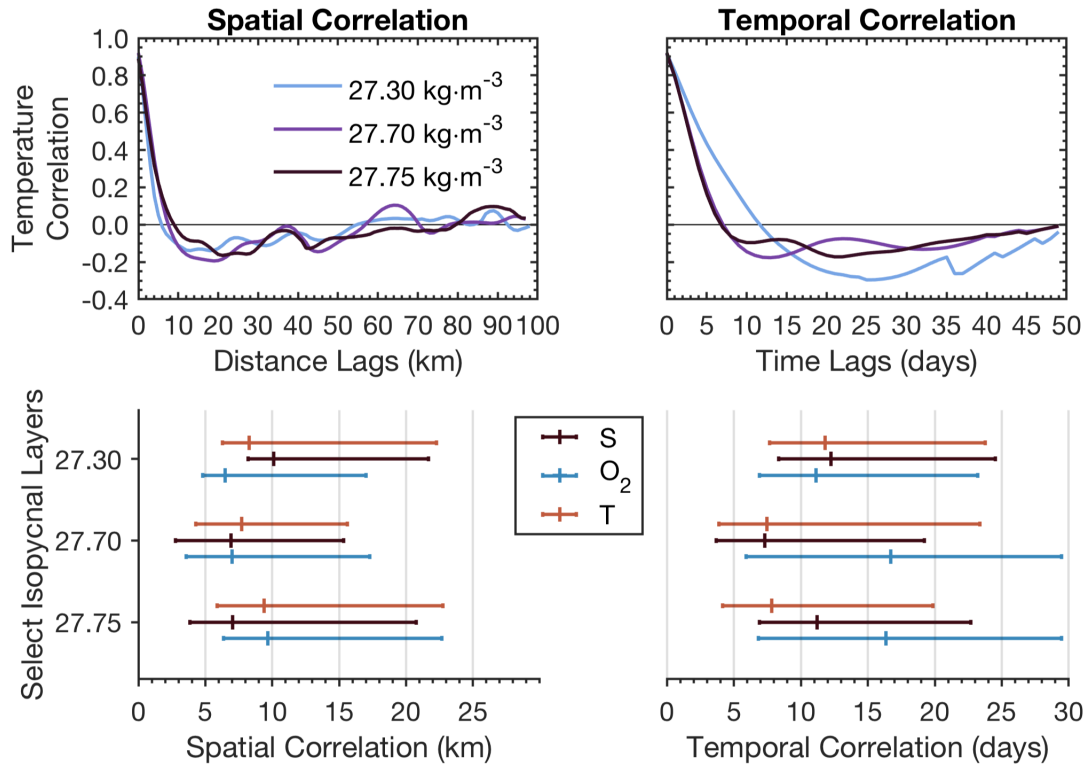 Spatial Correlation
Temporal Correlation
Temperature
Correlation
1.0
0.8
0.6
0.4
0.2
0.0
-0.2
-0.4
27.30 kg·m-3
27.70 kg·m-3
27.75 kg·m-3
0 10 20 30 40 50 60 70 80 90 100
Distance Lags (km)
0 5 10 15 20 25 30 35 40 45 50
Time Lags (days)
Select Isopycnal Layers
27.30
27.70
27.75
S
O2
T
0 5 10 15 20 25
Spatial Correlation (km)
0 5 10 15 20 25 30
Temporal Correlation (days)